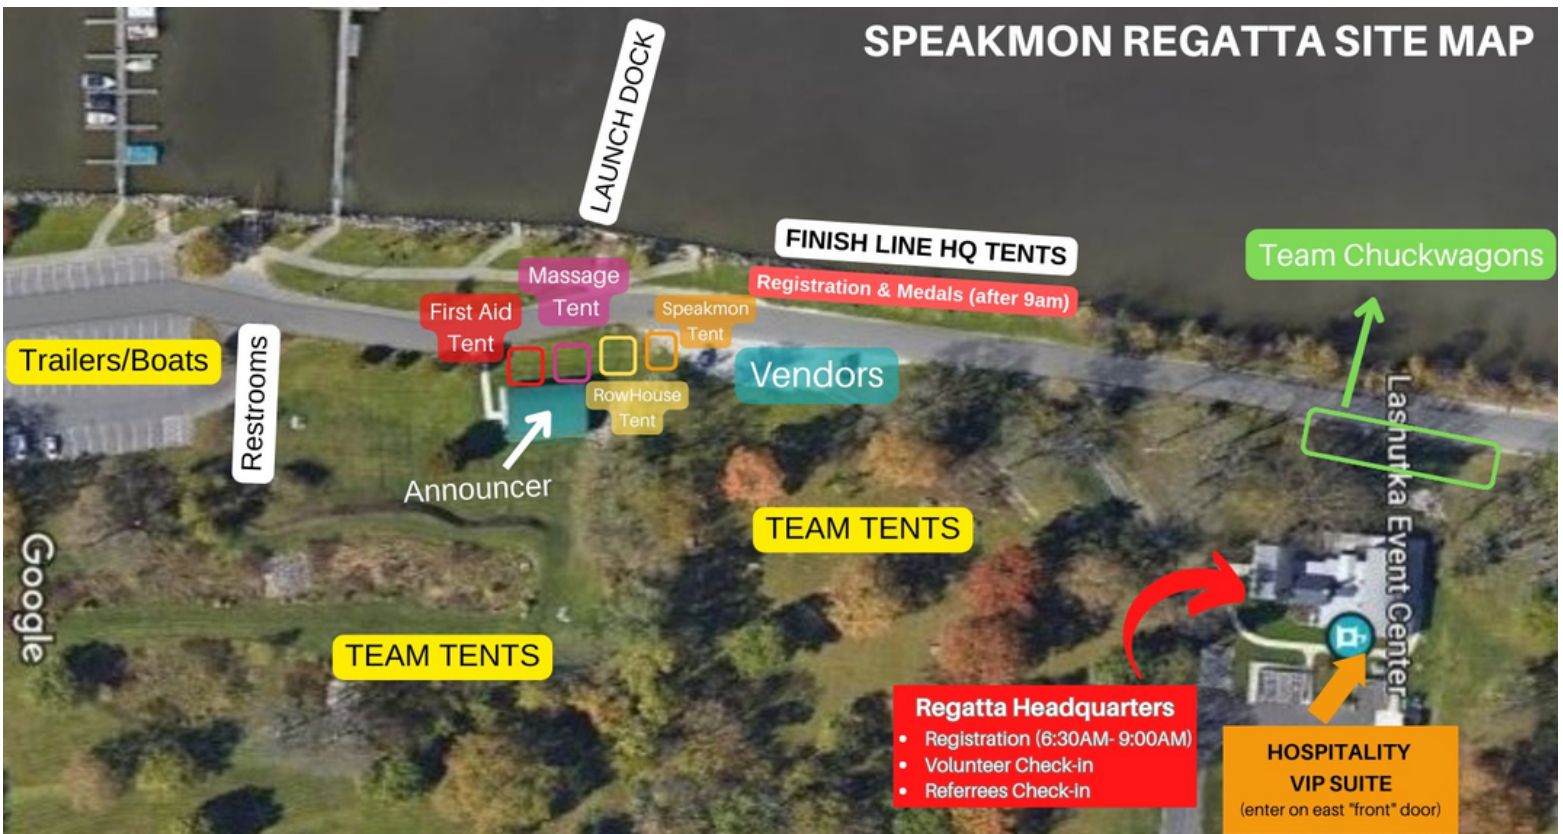 SPEAKMON REGATTA SITE MAP
LAUNCH DOCK
FINISH LINE HQ TENTS
Registration & Medals (after 9am)
Team Chuckwagons
Massage
Tent
First Aid
Tent
Speakmon
Tent
RowHouse
Tent
Vendors
Trailers/Boats
Restrooms
Announcer
TEAM TENTS
TEAM TENTS
Google
Lashutka Event Center
Regatta Headquarters
• Registration (6:30AM- 9:00AM)
• Volunteer Check-in
• Referrees Check-in
HOSPITALITY
VIP SUITE
(enter on east "front" door)